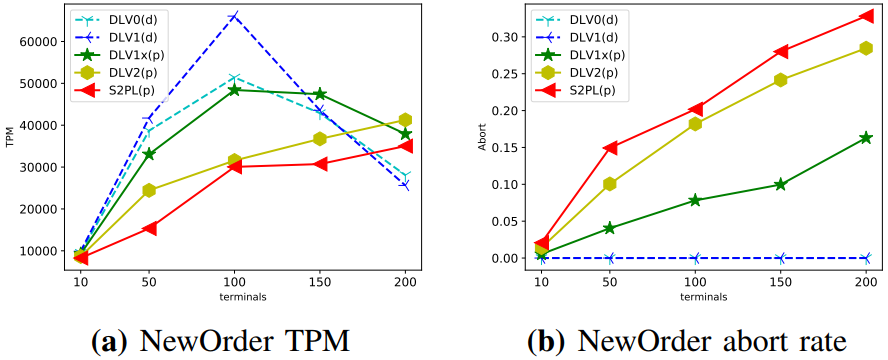 DLV0(d)
DLV1(d)
DLV1x(p)
DLV2(p)
S2PL(p)
60000
50000
40000
30000
20000
10000
TPM
10 50 100 150 200
terminals
(a) NewOrder TPM
DLV0(d)
DLV1(d)
DLV1x(p)
DLV2(p)
S2PL(p)
0.30
0.25
0.20
0.15
0.10
0.05
0.00
Abort
10 50 100 150 200
terminals
(b) NewOrder abort rate